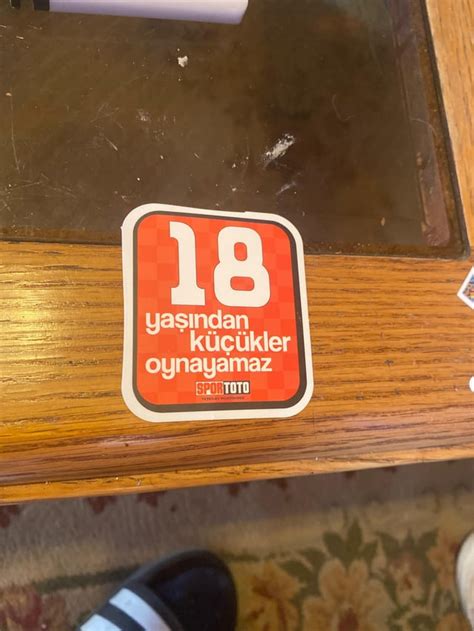 18
yaşından
küçükler
oynayamaz
SPORTOTO